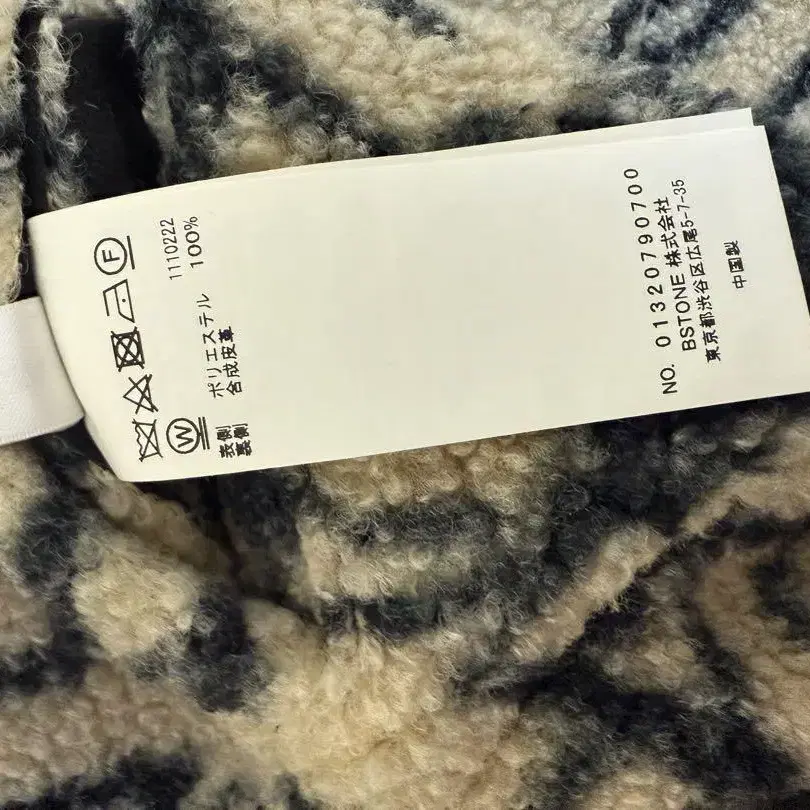 1110222
表側 ポリエステル 100%
裏側 合成皮革
NO. 01320790700
BSTONE 株式会社
東京都渋谷区広尾5-7-35
中国製
F
W